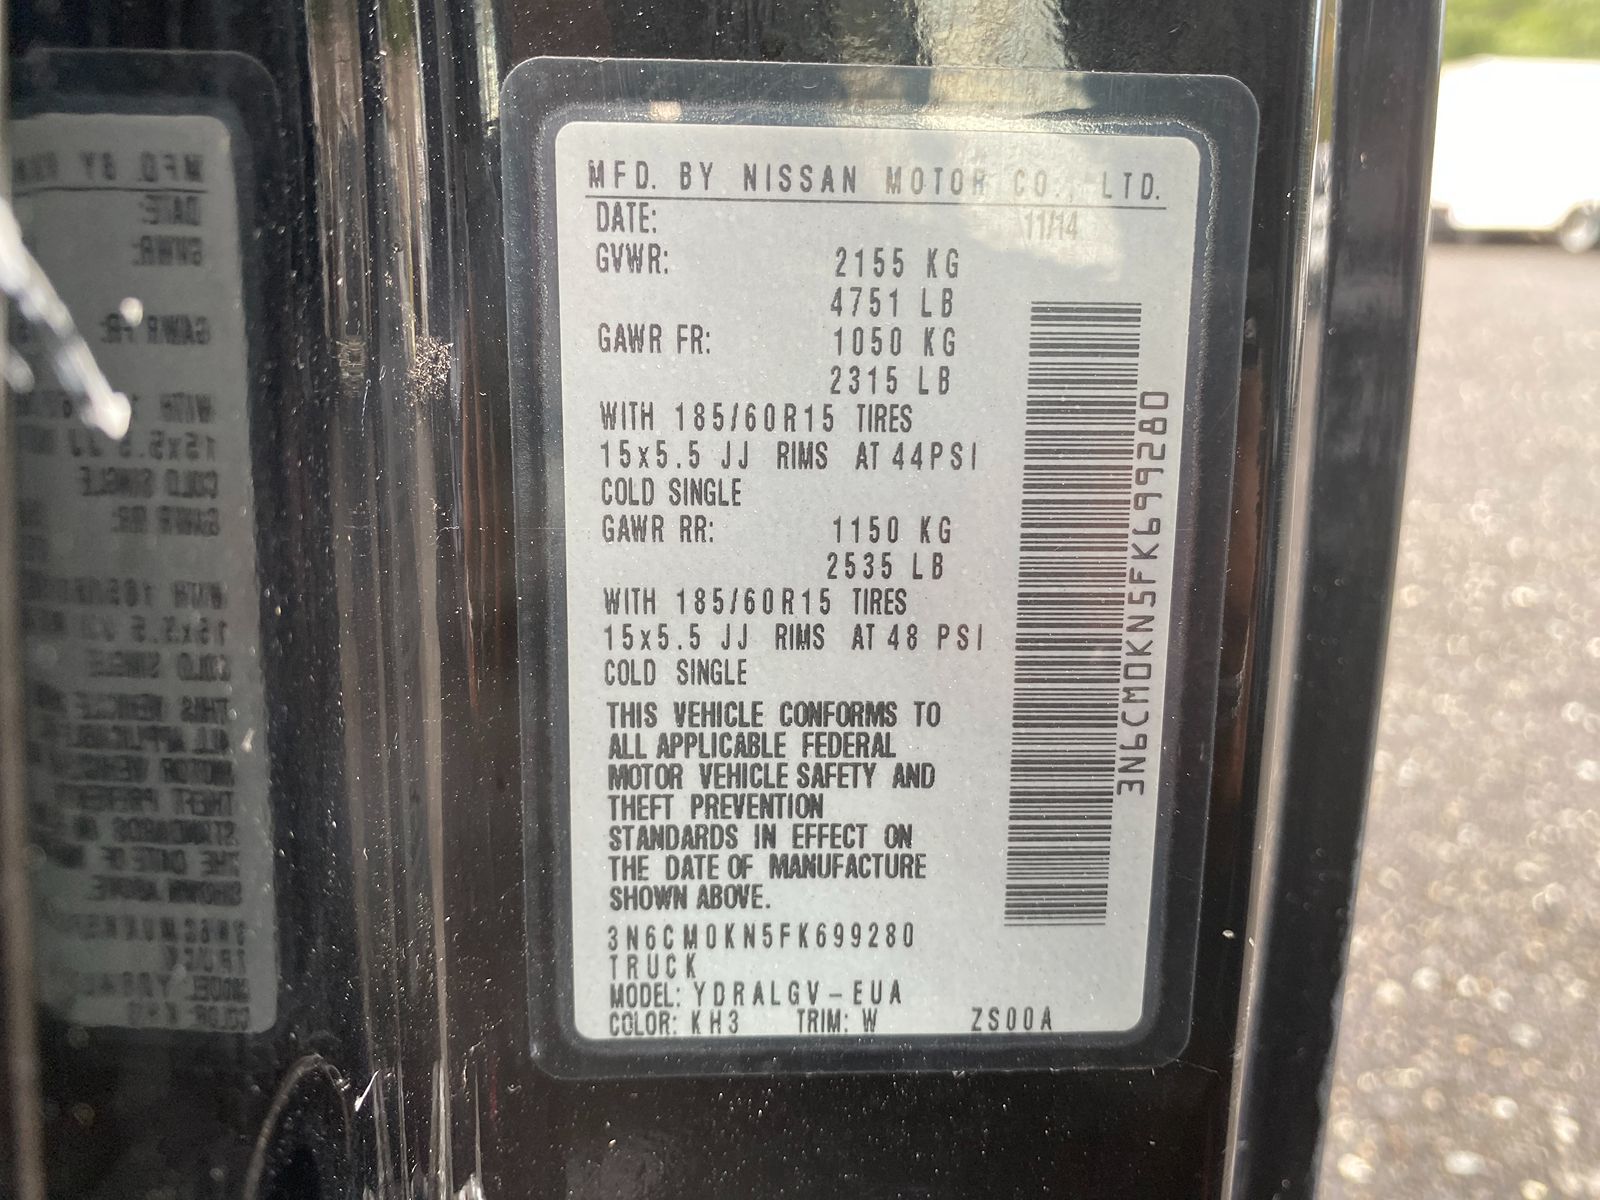 MFD. BY NISSAN MOTOR CO., LTD.
DATE: 11/14
GVWR: 2155 KG
4751 LB
GAWR FR: 1050 KG
2315 LB
WITH 185/60R15 TIRES
15x5.5 JJ RIMS AT 44PSI
COLD SINGLE
GAWR RR: 1150 KG
2535 LB
WITH 185/60R15 TIRES
15x5.5 JJ RIMS AT 48 PSI
COLD SINGLE
THIS VEHICLE CONFORMS TO
ALL APPLICABLE FEDERAL
MOTOR VEHICLE SAFETY AND
THEFT PREVENTION
STANDARDS IN EFFECT ON
THE DATE OF MANUFACTURE
SHOWN ABOVE.
3N6CM0KN5FK699280
TRUCK
MODEL: YDRALGV-EUA
COLOR: KH3 TRIM: W ZS00A
3N6CM0KN5FK699280